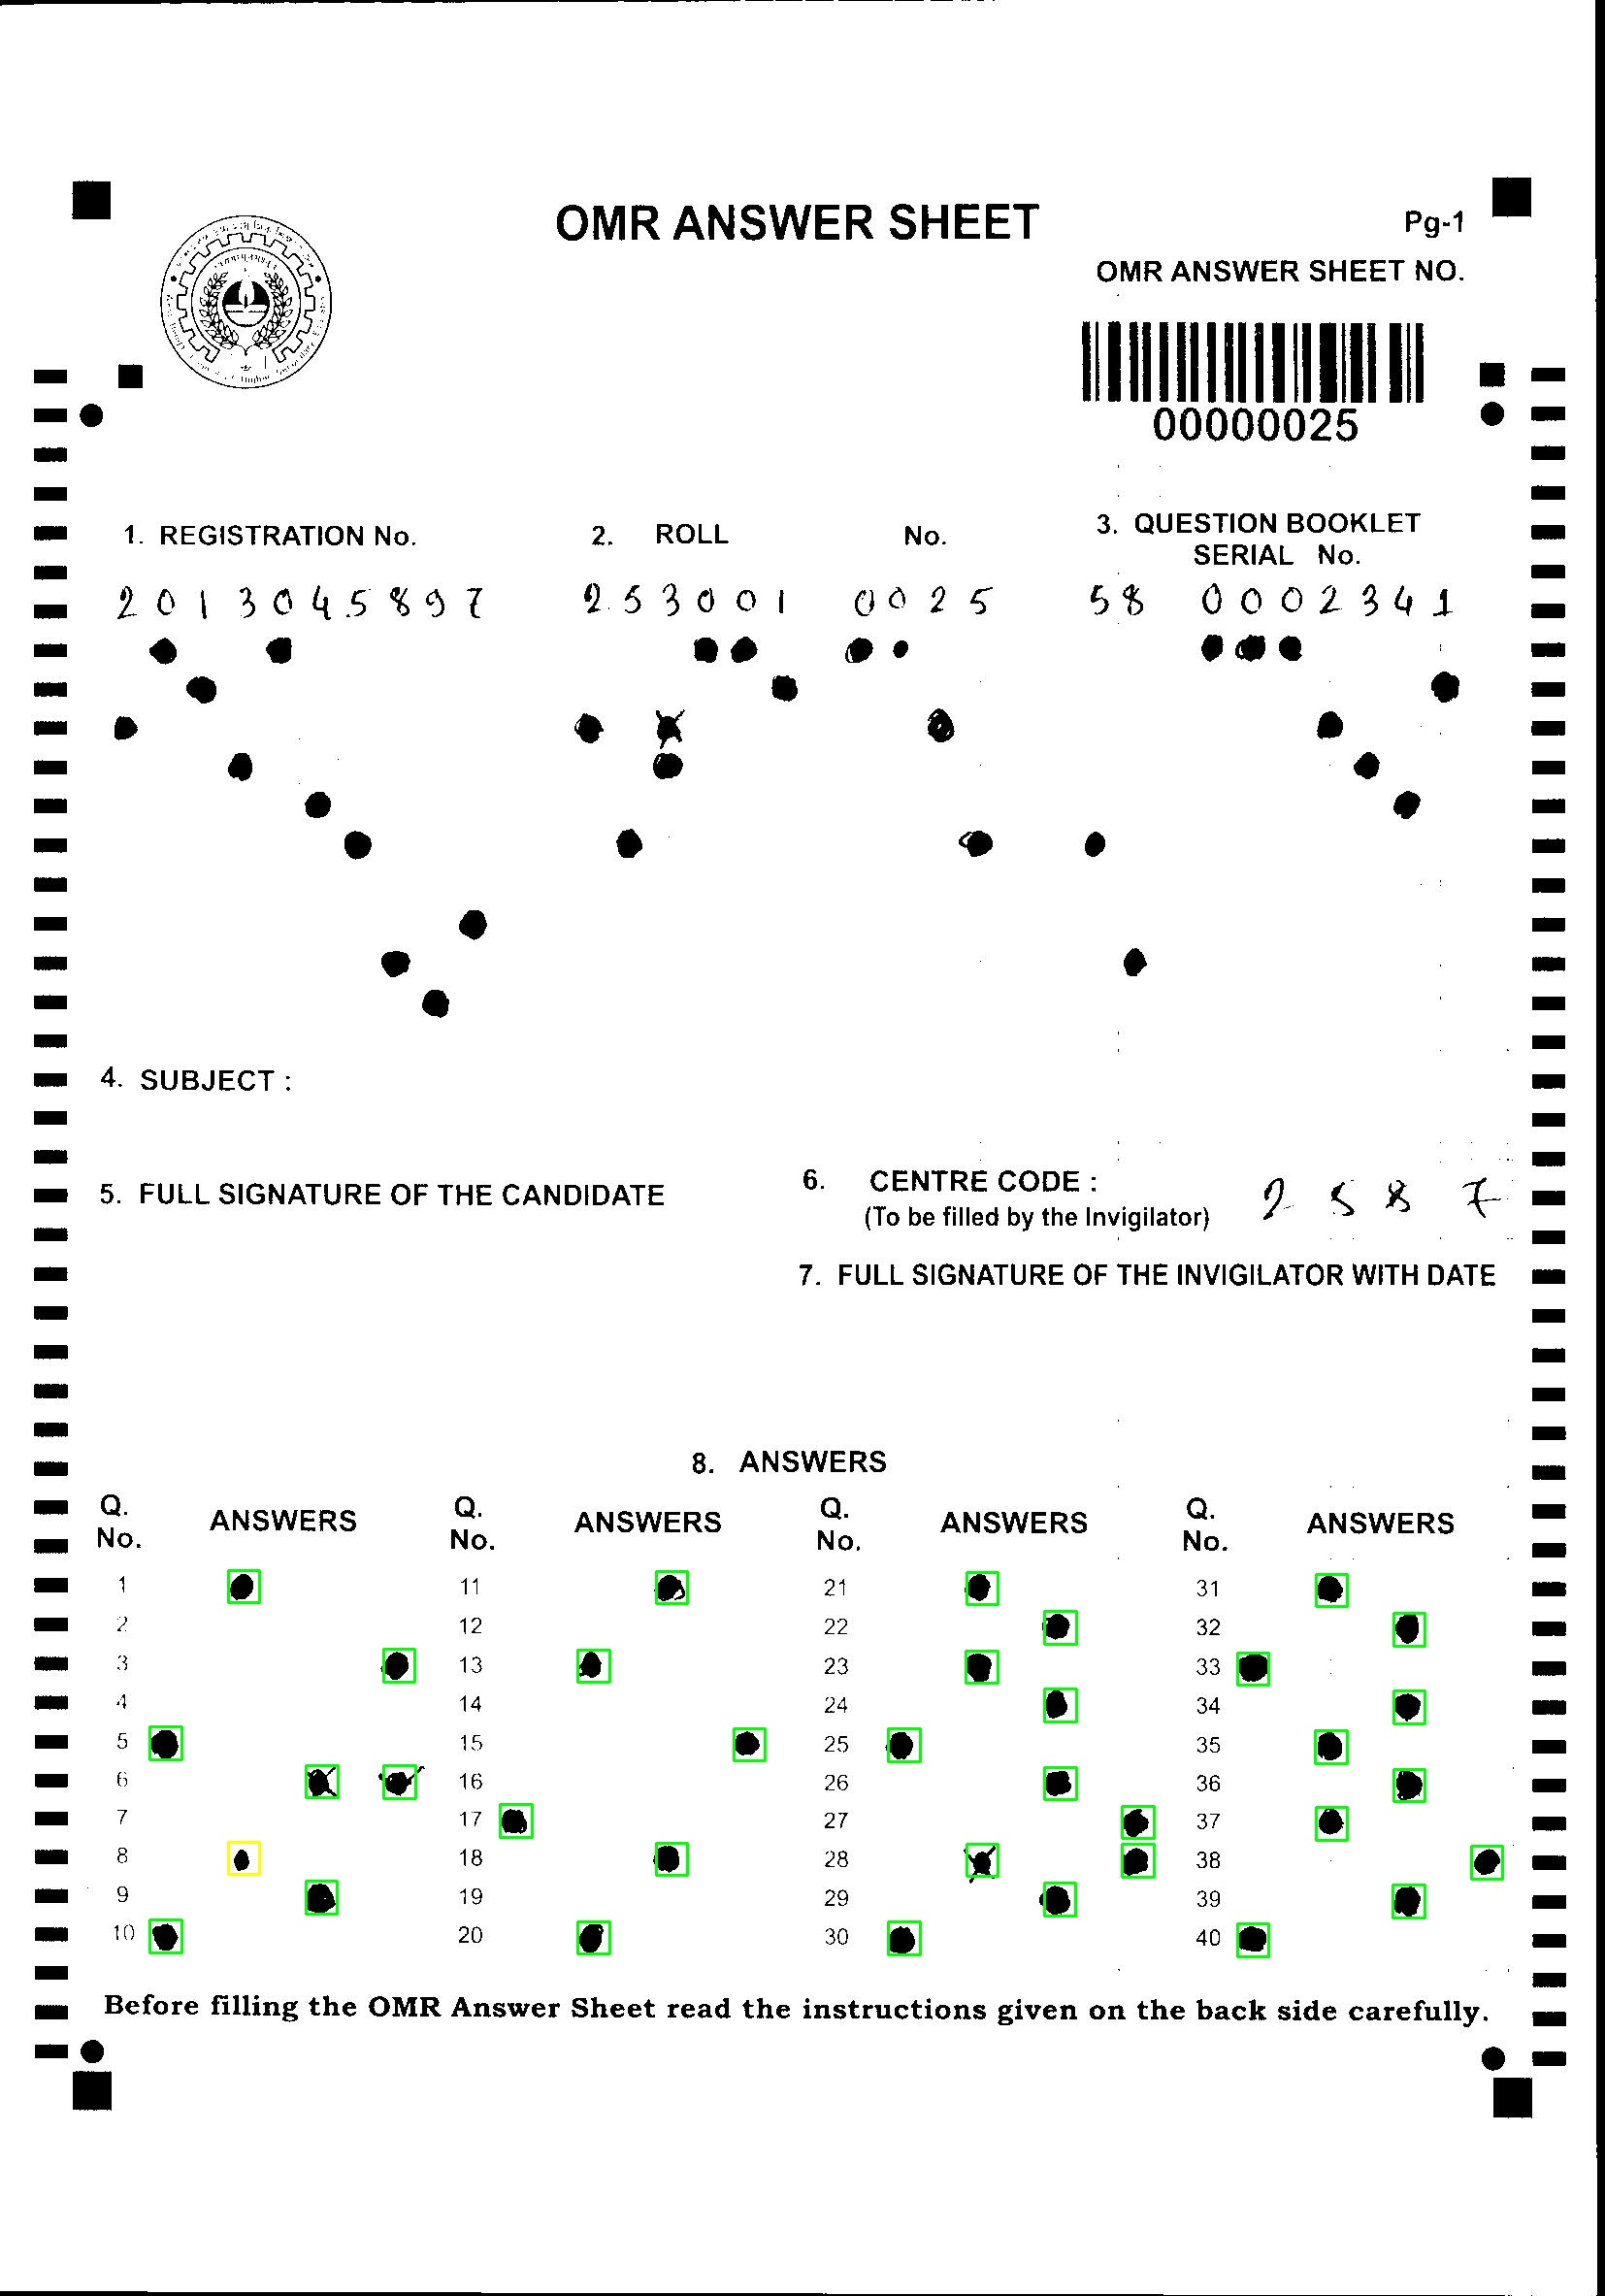 OMR ANSWER SHEET
Pg-1
OMR ANSWER SHEET NO.
00000025
1. REGISTRATION No.
2. ROLL No.
3. QUESTION BOOKLET
SERIAL No.
2013045897
253001 0025
58 0002341
4. SUBJECT :
5. FULL SIGNATURE OF THE CANDIDATE
6. CENTRE CODE :
(To be filled by the Invigilator)
2 5 8 7
7. FULL SIGNATURE OF THE INVIGILATOR WITH DATE
8. ANSWERS
Q. No. ANSWERS Q. No. ANSWERS Q. No. ANSWERS Q. No. ANSWERS
1 11 21 31
2 12 22 32
3 13 23 33
4 14 24 34
5 15 25 35
6 16 26 36
7 17 27 37
8 18 28 38
9 19 29 39
10 20 30 40
Before filling the OMR Answer Sheet read the instructions given on the back side carefully.